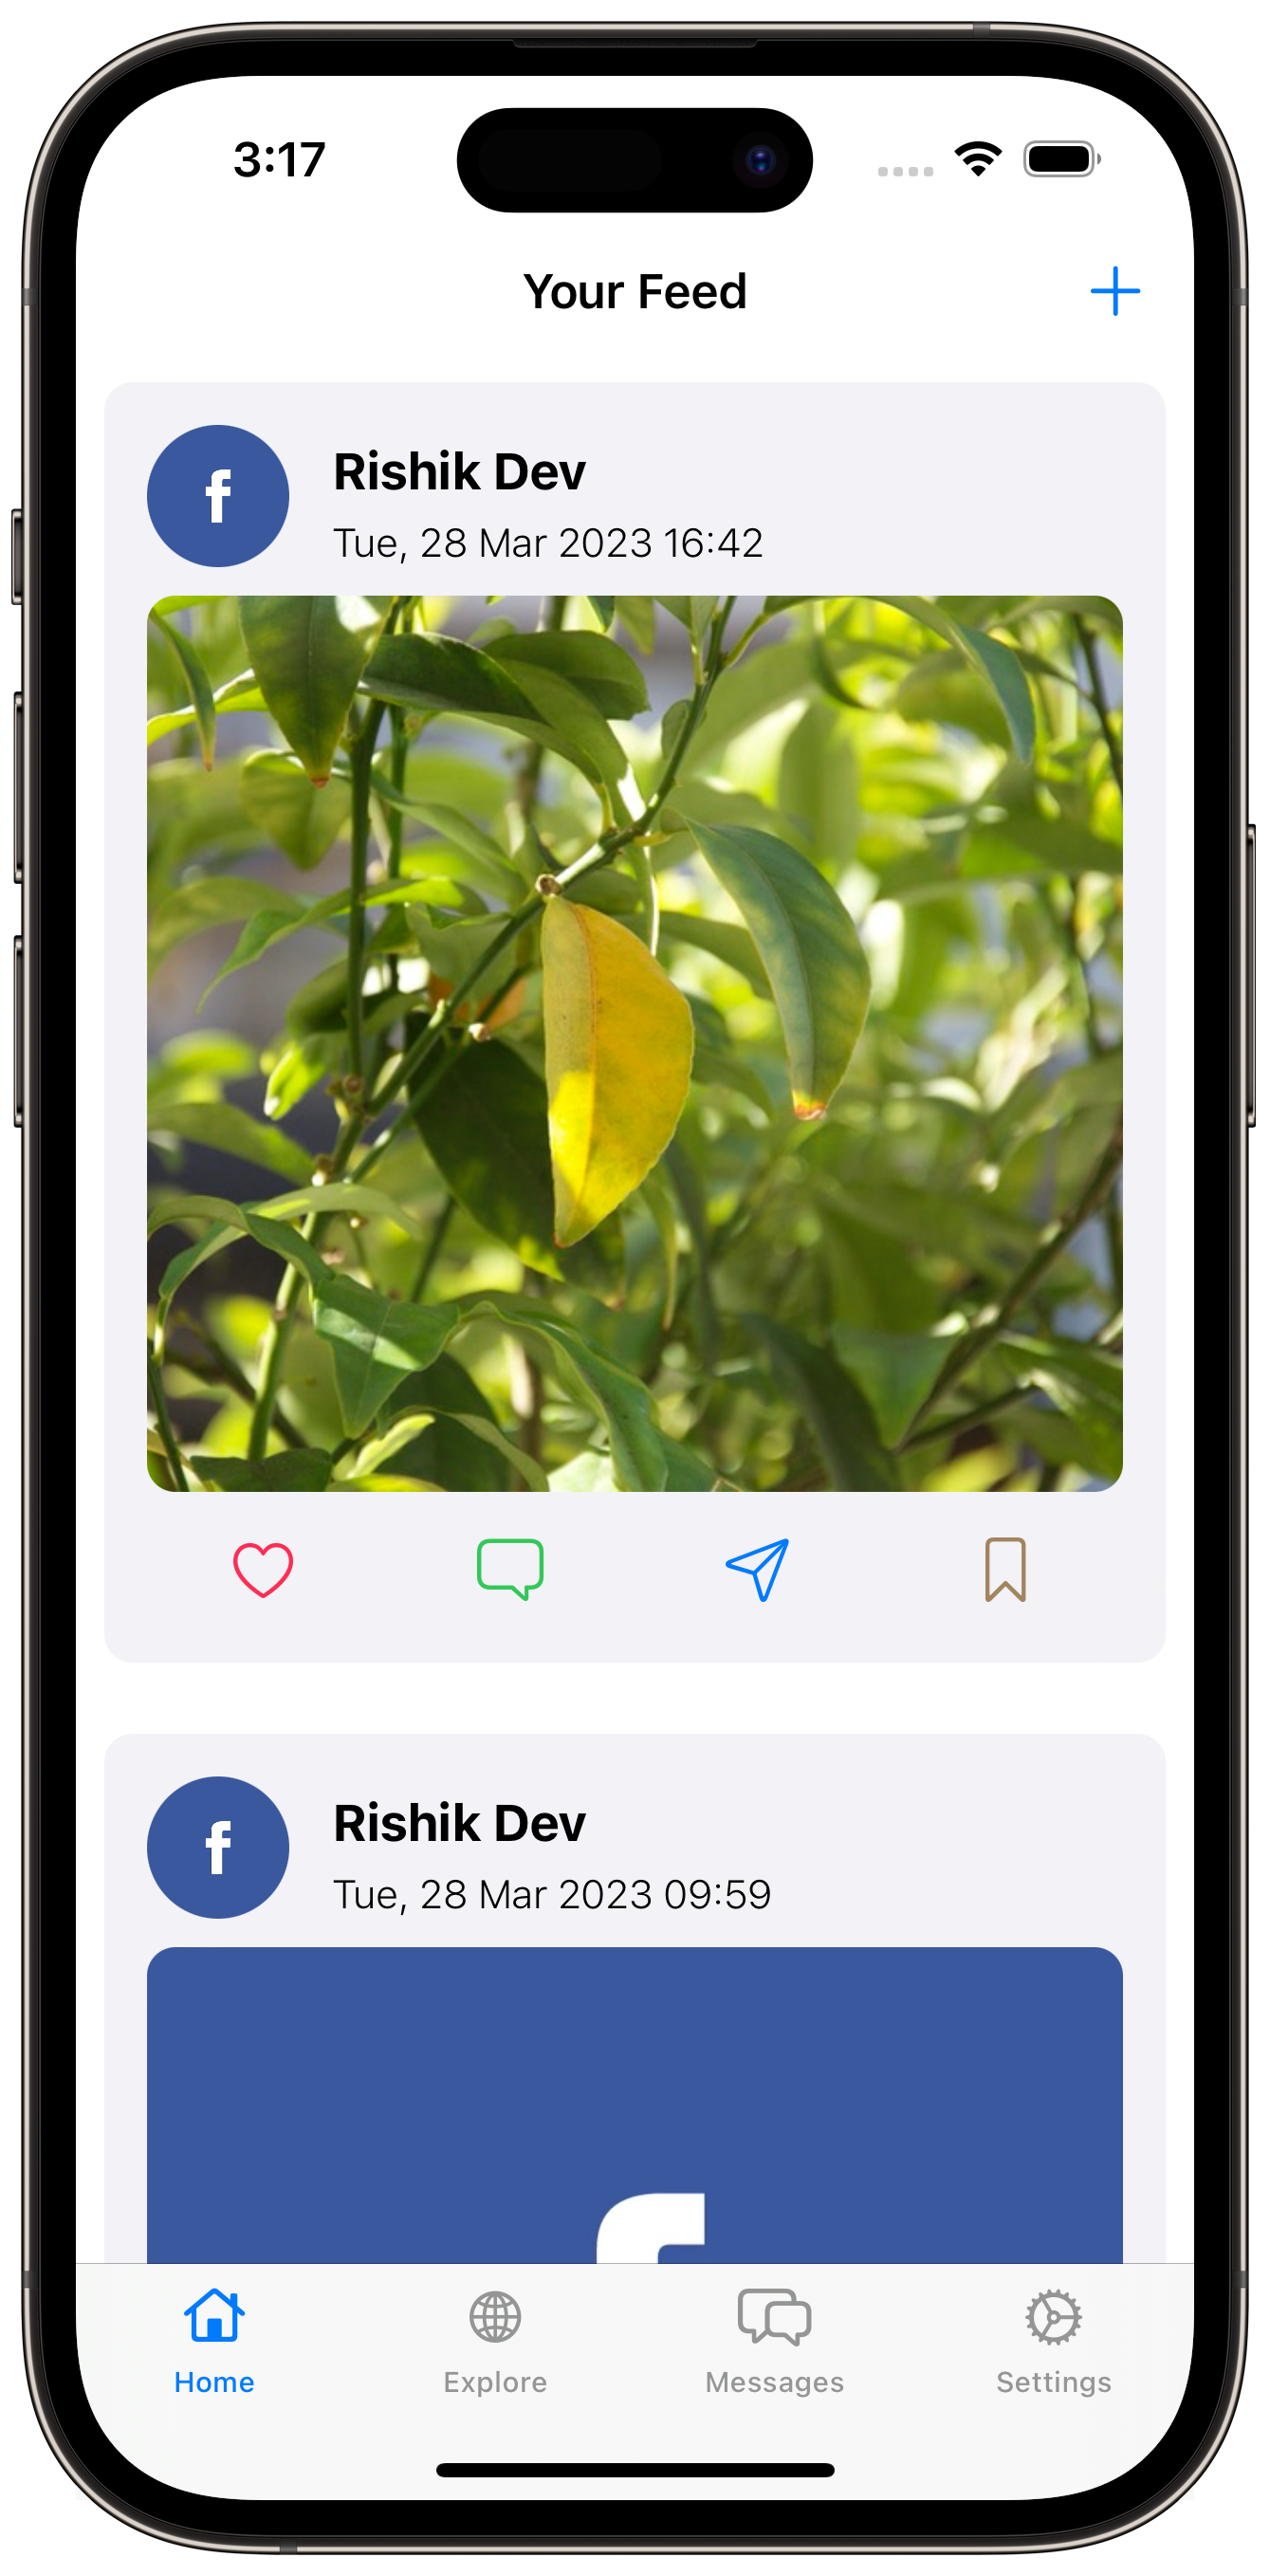 3:17
Your Feed
f
Rishik Dev
Tue, 28 Mar 2023 16:42
f
Rishik Dev
Tue, 28 Mar 2023 09:59
f
Home
Explore
Messages
Settings